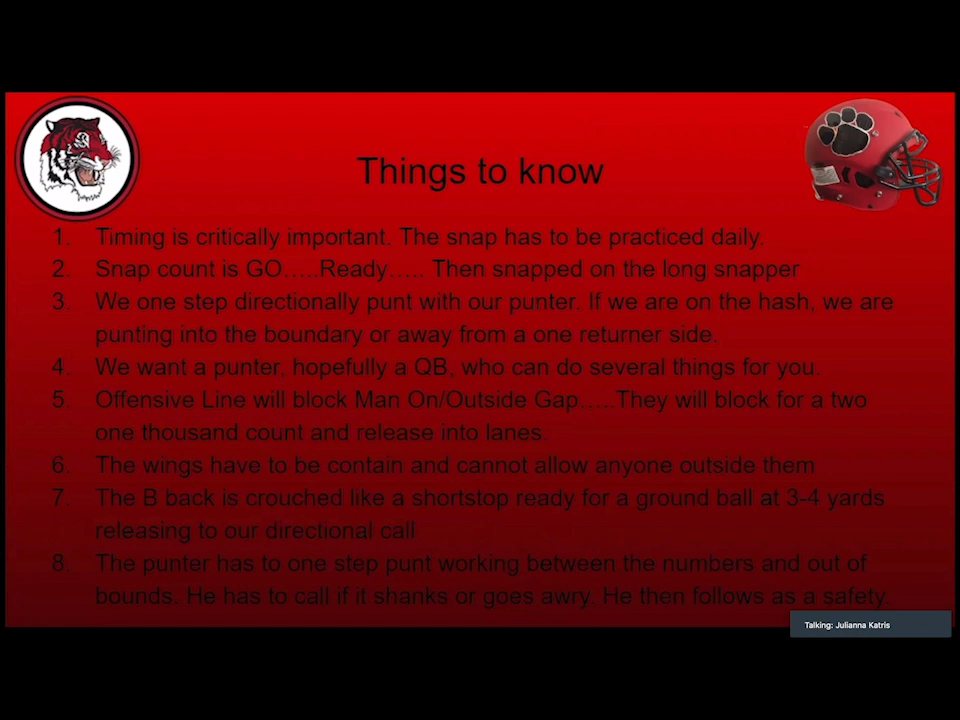 Things to know
1. Timing is critically important. The snap has to be practiced daily.
2. Snap count is GO…..Ready….. Then snapped on the long snapper
3. We one step directionally punt with our punter. If we are on the hash, we are
punting into the boundary or away from a one returner side.
4. We want a punter, hopefully a QB, who can do several things for you.
5. Offensive Line will block Man On/Outside Gap…..They will block for a two
one thousand count and release into lanes.
6. The wings have to be contain and cannot allow anyone outside them
7. The B back is crouched like a shortstop ready for a ground ball at 3-4 yards
releasing to our directional call
8. The punter has to one step punt working between the numbers and out of
bounds. He has to call if it shanks or goes awry. He then follows as a safety.
Talking: Julianna Katris